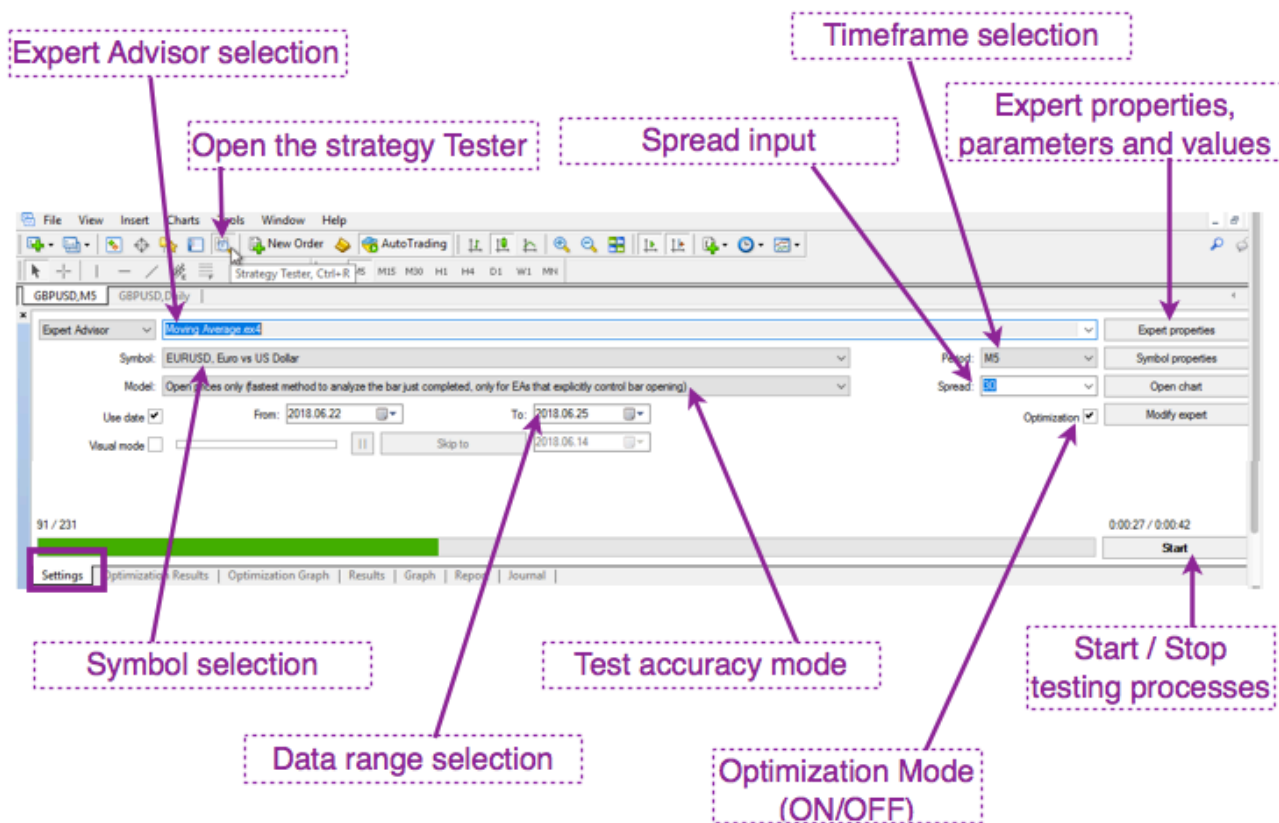 Expert Advisor selection
Timeframe selection
Open the strategy Tester
Spread input
Expert properties,
parameters and values
File View Insert Charts Tools Window Help
New Order AutoTrading
Strategy Tester, Ctrl+R M5 M15 M30 H1 H4 D1 W1 MN
GBPUSD,M5 GBPUSD,Daily
Expert Advisor Moving Average.ex4 Expert properties
Symbol: EURUSD, Euro vs US Dollar Period: M5 Symbol properties
Model: Open prices only (fastest method to analyze the bar just completed, only for EAs that explicitly control bar opening) Spread: 30 Open chart
Use date From: 2018.06.22 To: 2018.06.25 Optimization Modify expert
Visual mode Skip to 2018.06.14
91 / 231 0:00:27 / 0:00:42
Start
Settings Optimization Results Optimization Graph Results Graph Report Journal
Symbol selection
Test accuracy mode
Start / Stop
testing processes
Data range selection
Optimization Mode
(ON/OFF)